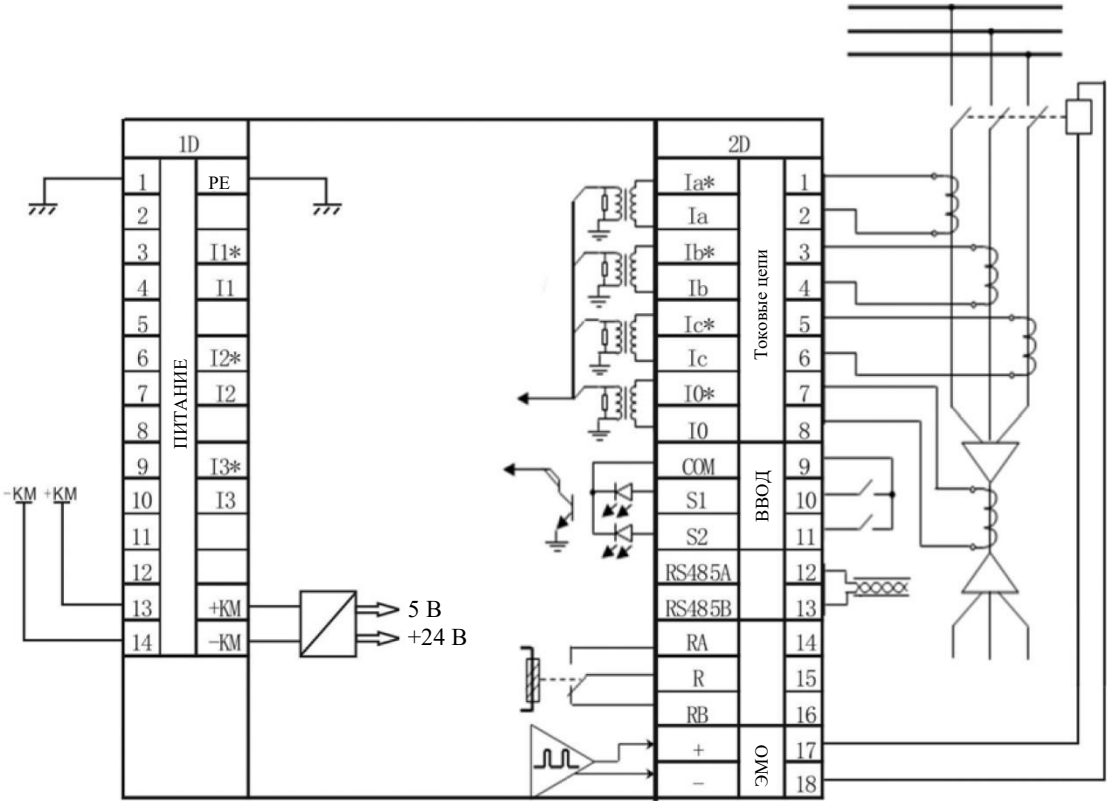 1D
1 PE
2
3 I1*
4 I1
5
6 I2*
7 I2
8
9 I3*
10 I3
11
12
13 +KM
14 -KM
ПИТАНИЕ
-KM +KM
5 В
+24 В
2D
Ia* 1
Ia 2
Ib* 3
Ib 4
Ic* 5
Ic 6
I0* 7
I0 8
Токовые цепи
COM 9
S1 10
S2 11
ВВОД
RS485A 12
RS485B 13
RA 14
R 15
RB 16
+ 17
- 18
ЭМО